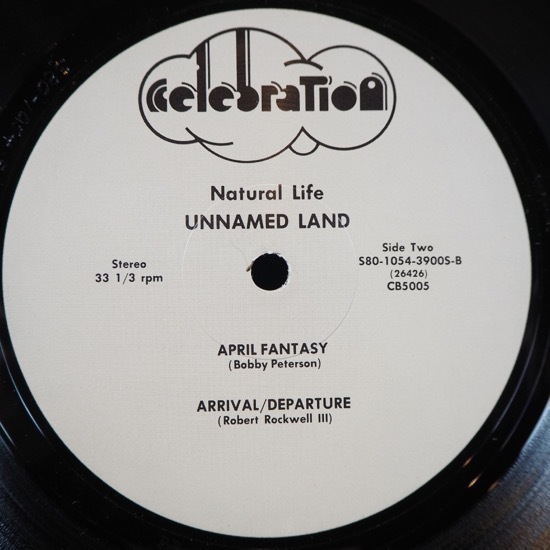 celebration
Natural Life
UNNAMED LAND
Stereo
33 1/3 rpm
Side Two
S80-1054-3900S-B
(26426)
CB5005
APRIL FANTASY
(Bobby Peterson)
ARRIVAL/DEPARTURE
(Robert Rockwell III)